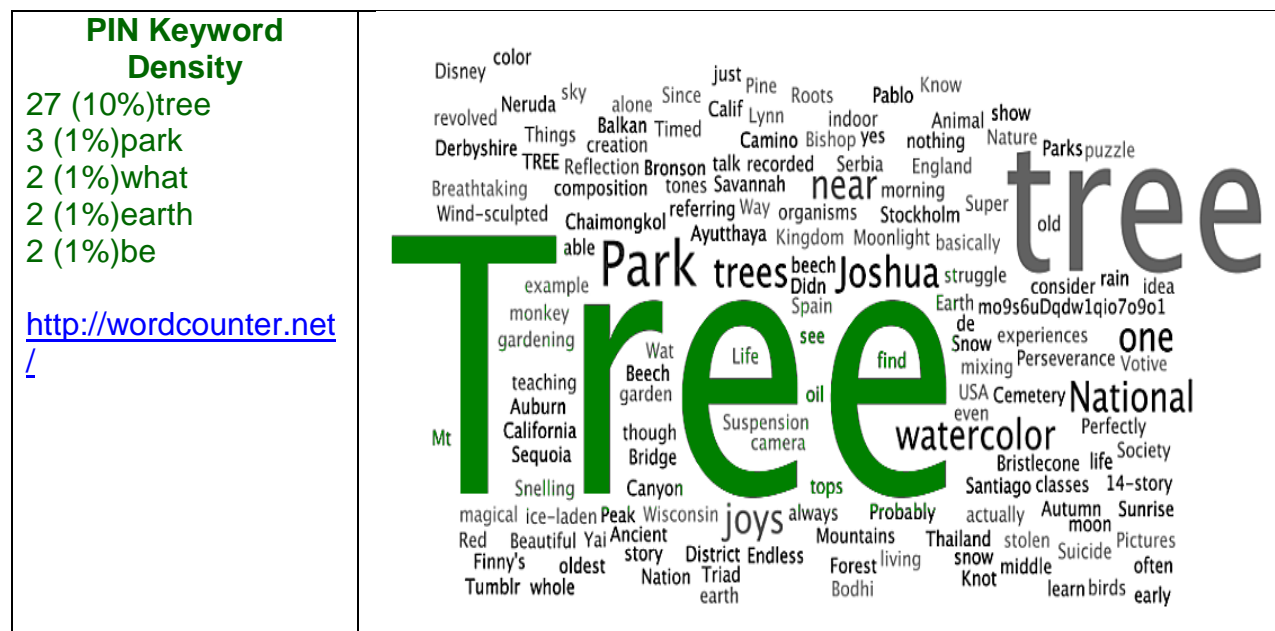 PIN Keyword
Density
27 (10%)tree
3 (1%)park
2 (1%)what
2 (1%)earth
2 (1%)be
http://wordcounter.net
/
color
Disney
just
Pine
Know
sky
alone
Since
Calif
Roots
Pablo
Neruda
Lynn
revolved
indoor
Animal
show
Balkan
Timed
Things
Camino
Bishop
yes
nothing
Nature
Derbyshire
creation
Parks
puzzle
TREE
Reflection
Bronson
talk
recorded
Serbia
England
tree
Breathtaking
composition
tones
Savannah
near
morning
Wind-sculpted
referring
Way
organisms
Stockholm
Super
old
Chaimongkol
Ayutthaya
Kingdom
Moonlight
basically
Tree
able
Park
trees
beech
Didn
Joshua
struggle
example
consider
rain
idea
monkey
Spain
Earth
mo9s6uDqdw1qio7o9o1
gardening
see
de
Snow
experiences
one
Wat
Life
find
mixing
Perseverance
Votive
teaching
Beech
garden
oil
USA
Cemetery
National
Auburn
even
California
though
Suspension
camera
watercolor
Perfectly
Mt
Sequoia
Bridge
Bristlecone
life
Society
Snelling
Canyon
tops
Santiago
classes
14-story
magical
ice-laden
Peak
Wisconsin
joys
always
Probably
actually
Autumn
moon
Sunrise
Red
Beautiful
Yai
Ancient
Mountains
Thailand
stolen
Pictures
Finny's
oldest
story
District
Endless
Forest
living
snow
middle
Suicide
often
Tumblr
whole
Nation
Triad
earth
Bodhi
Knot
learn
birds
early